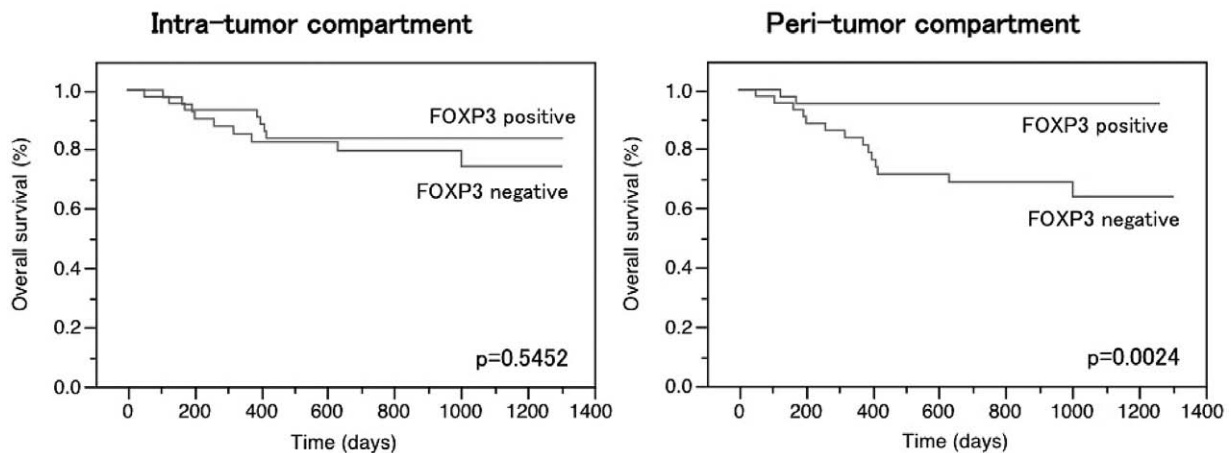 Intra-tumor compartment
Overall survival (%)
1.0
0.8
0.6
0.4
0.2
0.0
FOXP3 positive
FOXP3 negative
p=0.5452
0 200 400 600 800 1000 1200 1400
Time (days)
Peri-tumor compartment
Overall survival (%)
1.0
0.8
0.6
0.4
0.2
0.0
FOXP3 positive
FOXP3 negative
p=0.0024
0 200 400 600 800 1000 1200 1400
Time (days)